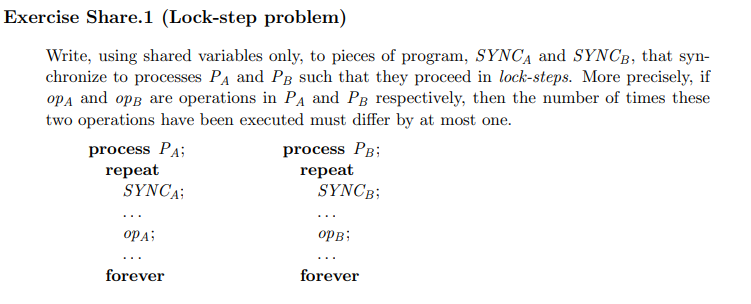 Exercise Share.1 (Lock-step problem)
Write, using shared variables only, to pieces of program, SYNC_A and SYNC_B, that syn-
chronize to processes P_A and P_B such that they proceed in lock-steps. More precisely, if
op_A and op_B are operations in P_A and P_B respectively, then the number of times these
two operations have been executed must differ by at most one.
process P_A; process P_B;
repeat repeat
SYNC_A; SYNC_B;
... ...
op_A; op_B;
... ...
forever forever